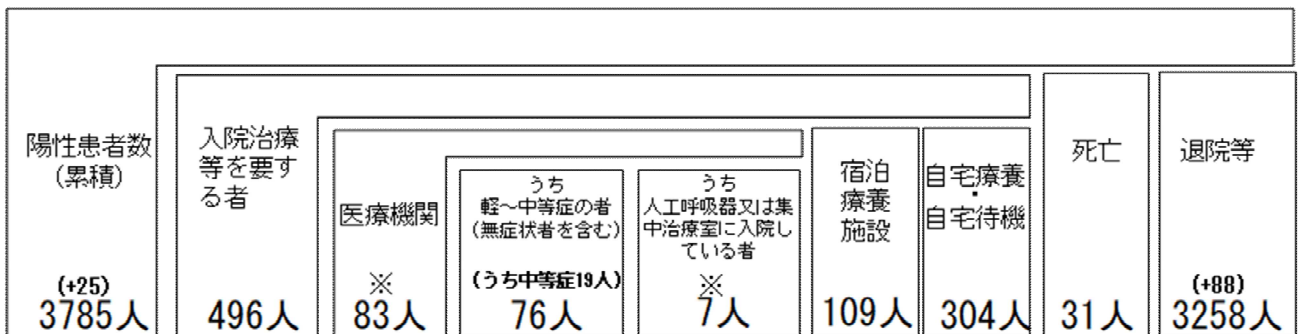 陽性患者数
(累積)
(+25)
3785人
入院治療
等を要す
る者
496人
医療機関
※
83人
うち
軽～中等症の者
(無症状者を含む)
(うち中等症19人)
76人
うち
人工呼吸器又は集
中治療室に入院し
ている者
※
7人
宿泊
療養
施設
109人
自宅療養
・
自宅待機
304人
死亡
31人
退院等
(+88)
3258人